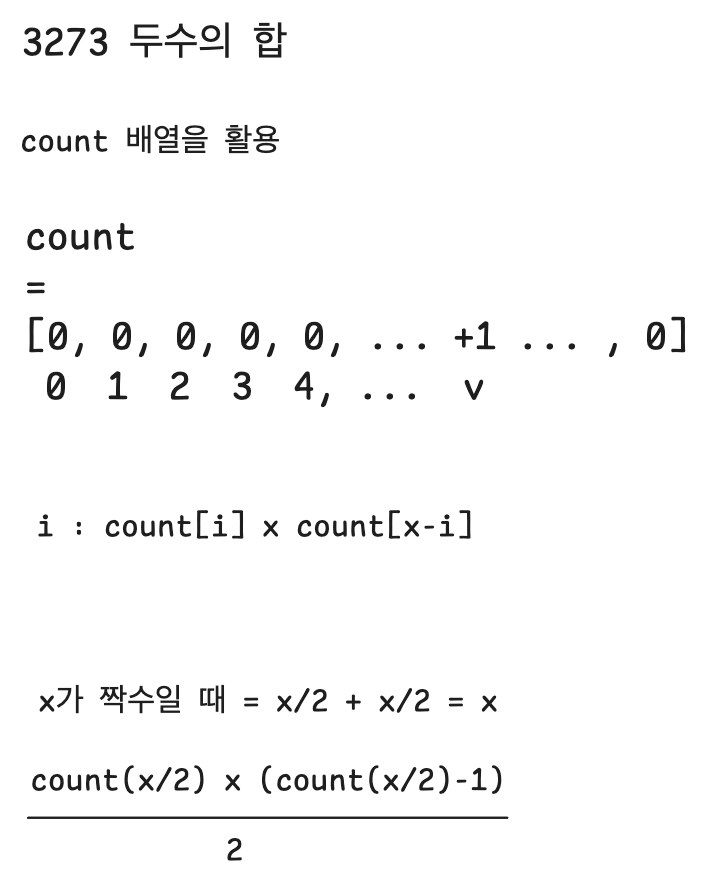 3273 두수의 합
count 배열을 활용
count
=
[0, 0, 0, 0, 0, ... +1 ... , 0]
0 1 2 3 4, ... v
i : count[i] x count[x-i]
x가 짝수일 때 = x/2 + x/2 = x
count(x/2) x (count(x/2)-1)
2